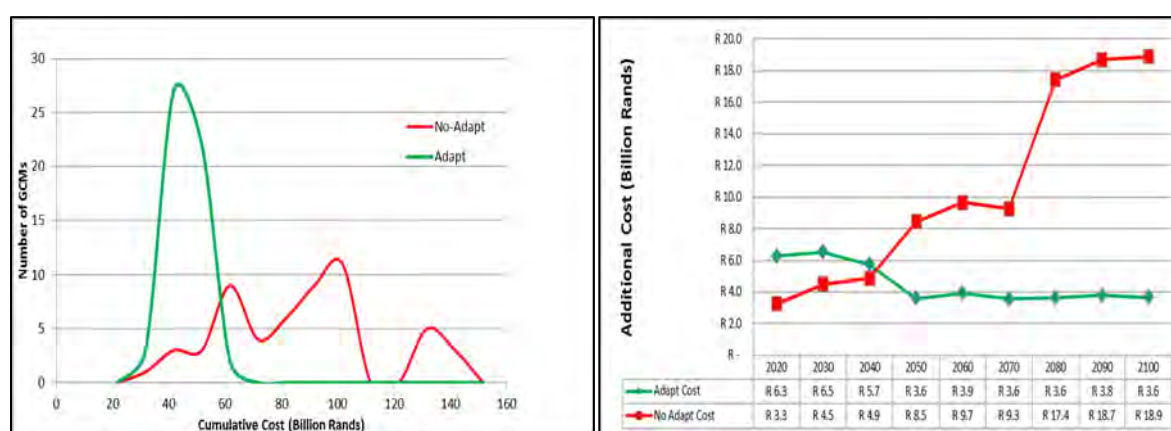 30
25
20
15
10
5
0
Number of GCMs
No-Adapt
Adapt
0 20 40 60 80 100 120 140 160
Cumulative Cost (Billion Rands)
Additional Cost (Billion Rands)
R 20.0
R 18.0
R 16.0
R 14.0
R 12.0
R 10.0
R 8.0
R 6.0
R 4.0
R 2.0
R -
2020 2030 2040 2050 2060 2070 2080 2090 2100
Adapt Cost R 6.3 R 6.5 R 5.7 R 3.6 R 3.9 R 3.6 R 3.6 R 3.8 R 3.6
No Adapt Cost R 3.3 R 4.5 R 4.9 R 8.5 R 9.7 R 9.3 R 17.4 R 18.7 R 18.9